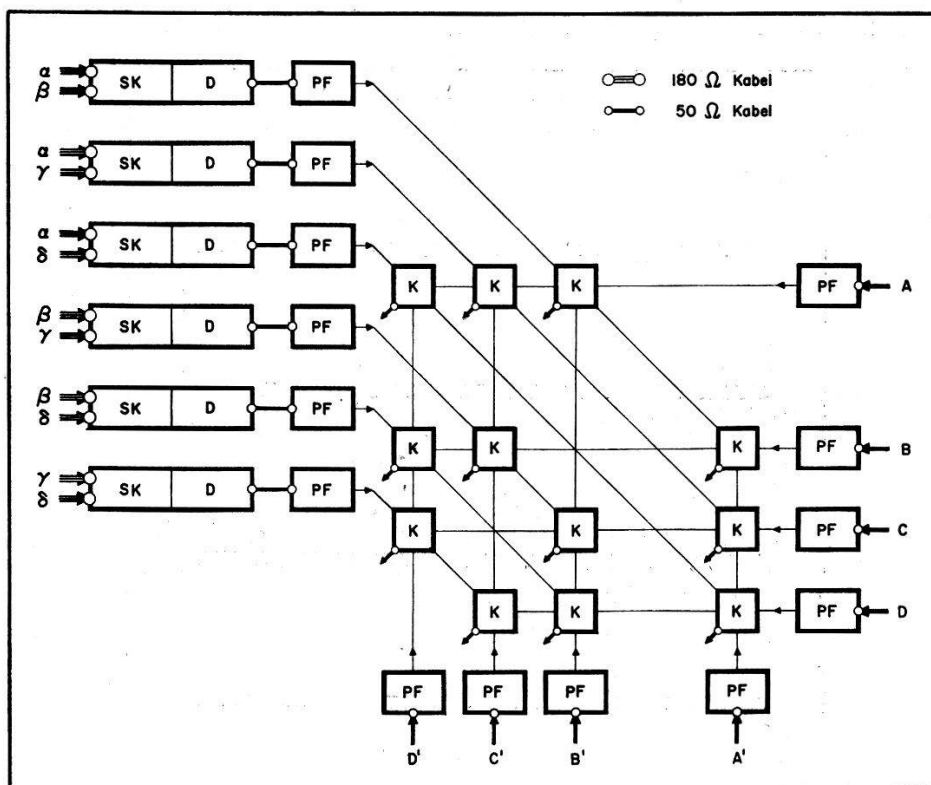 α
β
SK D PF
180 Ω Kabel
50 Ω Kabel
α
γ
SK D PF
α
δ
SK D PF
K K K PF A
β
γ
SK D PF
β
δ
SK D PF
K K K PF B
γ
δ
SK D PF
K K K PF C
K K K PF D
PF PF PF PF
D' C' B' A'